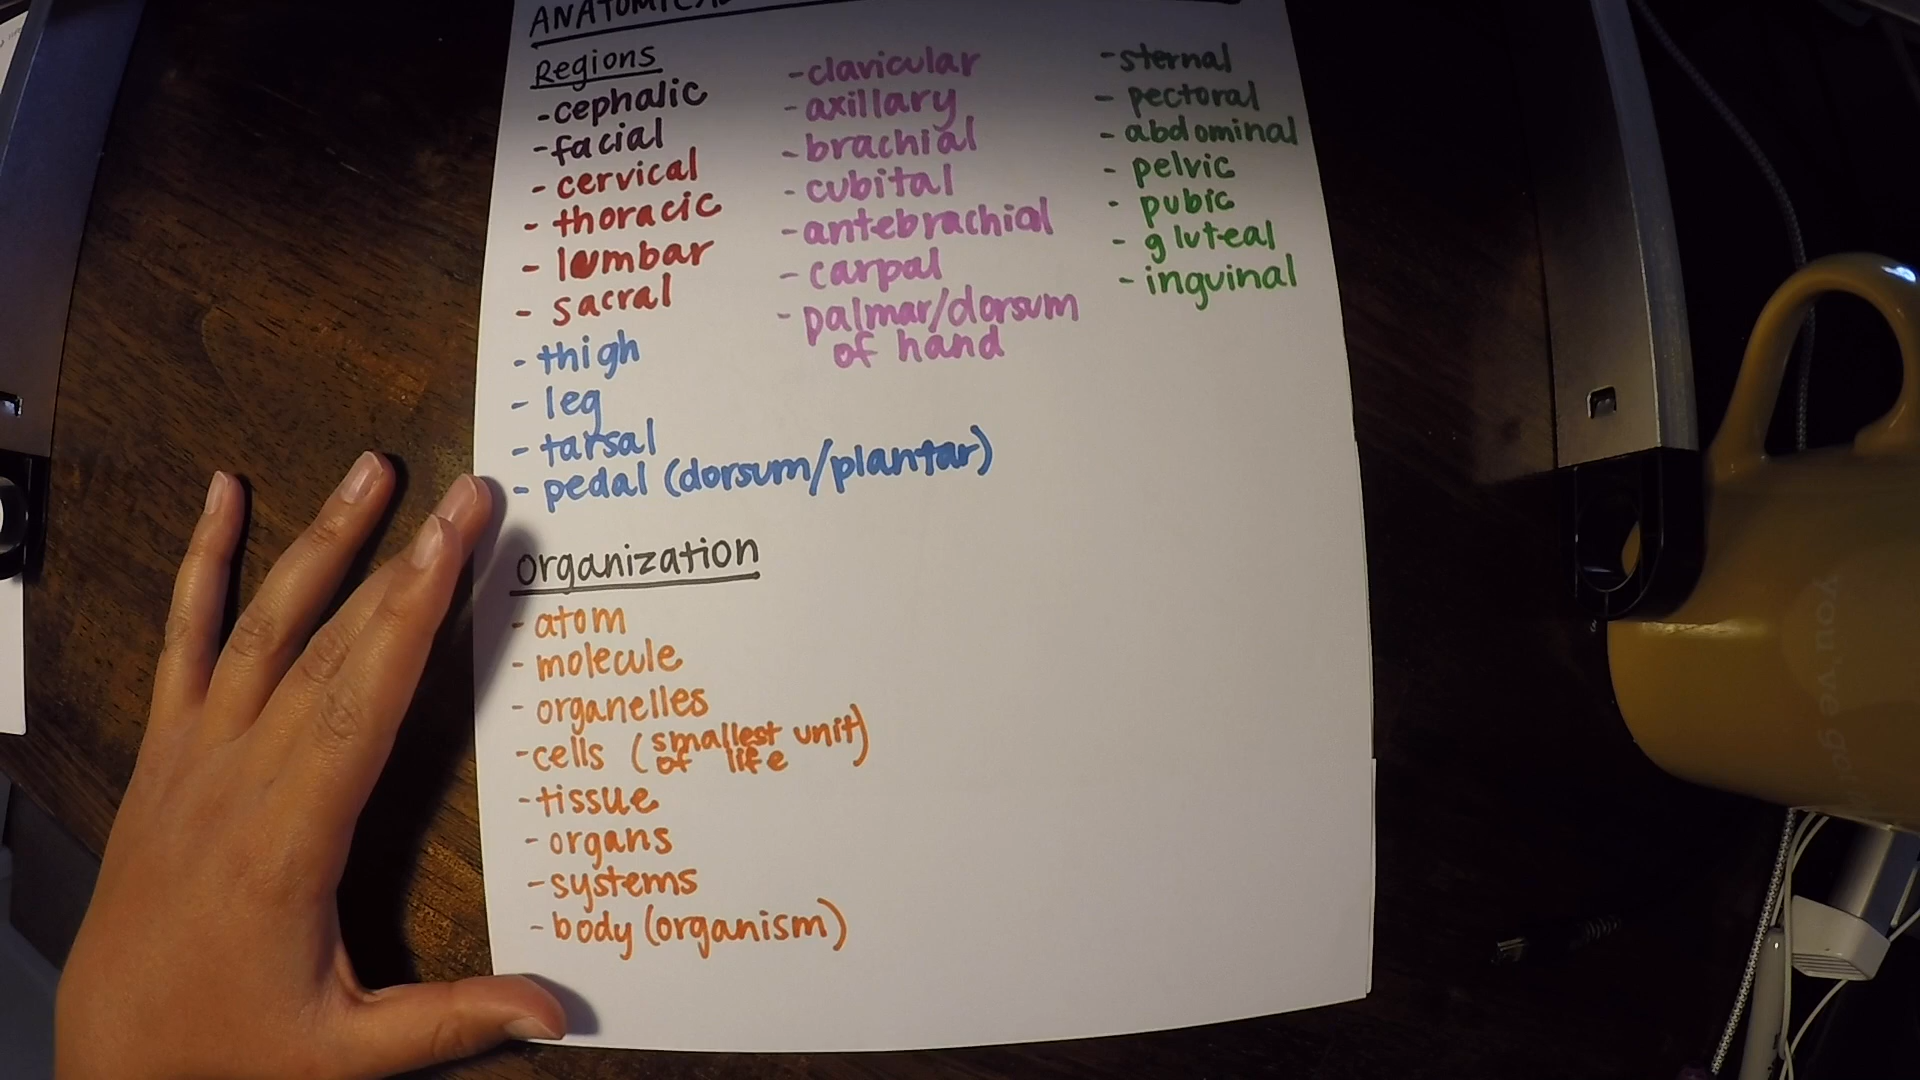 Regions
-cephalic
-facial
- cervical
- thoracic
- lumbar
- sacral
- thigh
- leg
- tarsal
- pedal (dorsum/plantar)
-clavicular
-axillary
-brachial
- cubital
-antebrachial
- carpal
- palmar/dorsum
of hand
-sternal
- pectoral
- abdominal
- pelvic
- pubic
- gluteal
- inguinal
organization
- atom
- molecule
- organelles
-cells (smallest unit
of life)
-tissue
- organs
-systems
- body (organism)
you've